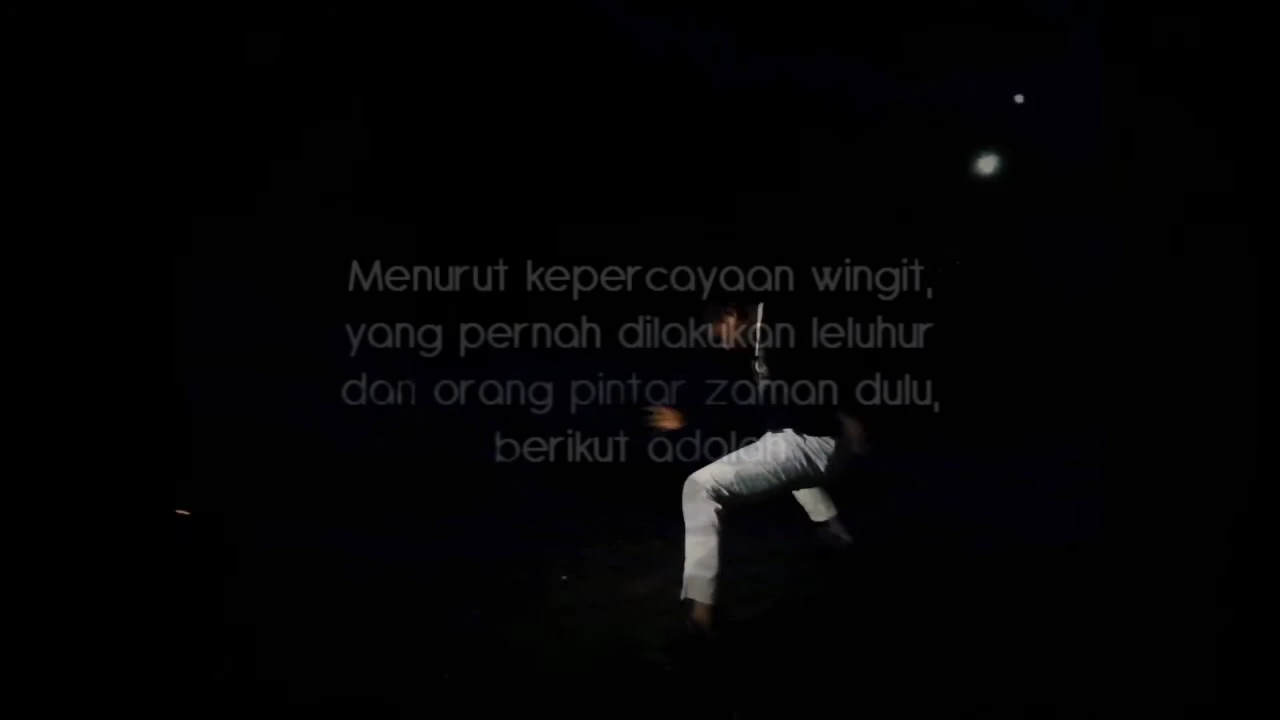 Menurut kepercayaan wingit,
yang pernah dilakukan leluhur
dan orang pintar zaman dulu,
berikut adalah